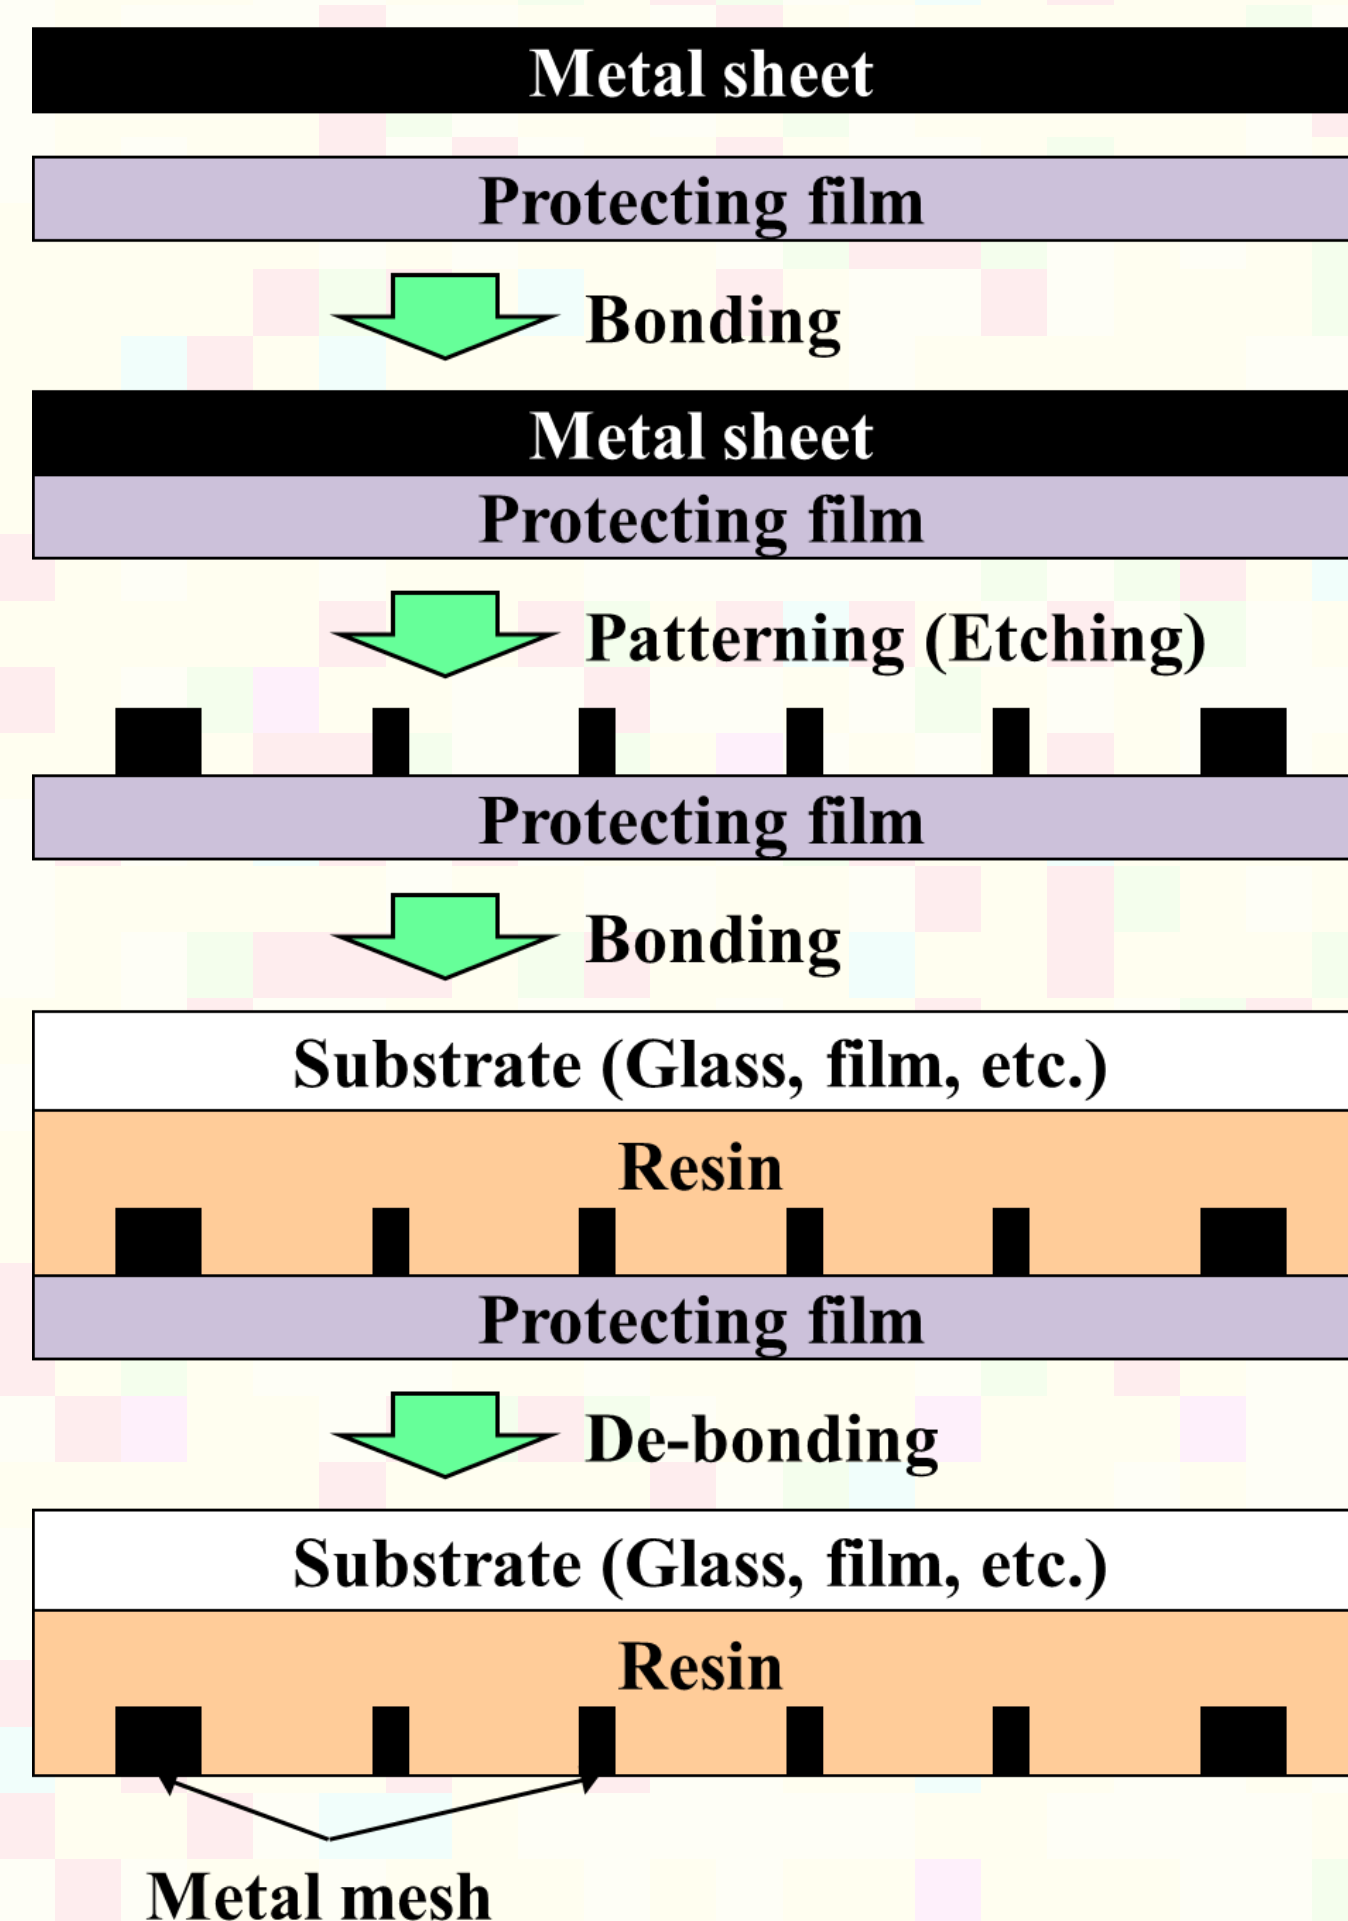 Metal sheet
Protecting film
Bonding
Metal sheet
Protecting film
Patterning (Etching)
Protecting film
Bonding
Substrate (Glass, film, etc.)
Resin
Protecting film
De-bonding
Substrate (Glass, film, etc.)
Resin
Metal mesh